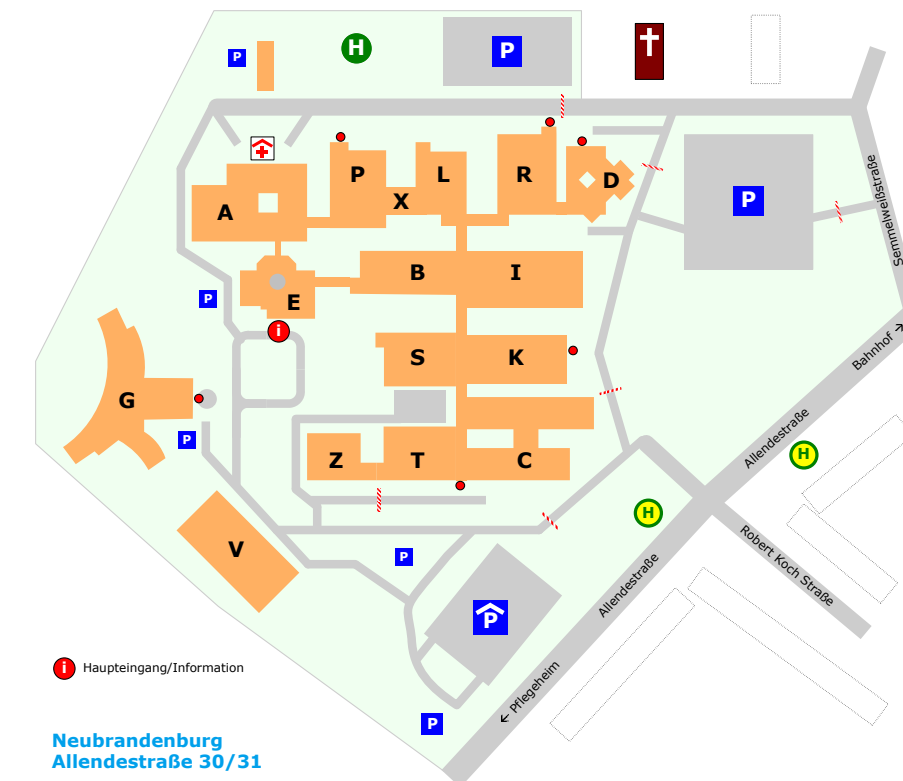 P
H
P
P
L
R
D
A
X
P
Semmelweißstraße
B
I
P
E
i
Bahnhof →
S
K
G
Allendestraße
P
H
Z
T
C
H
V
P
Robert Koch Straße
Allendestraße
P
i Haupteingang/Information
← Pflegeheim
P
Neubrandenburg
Allendestraße 30/31